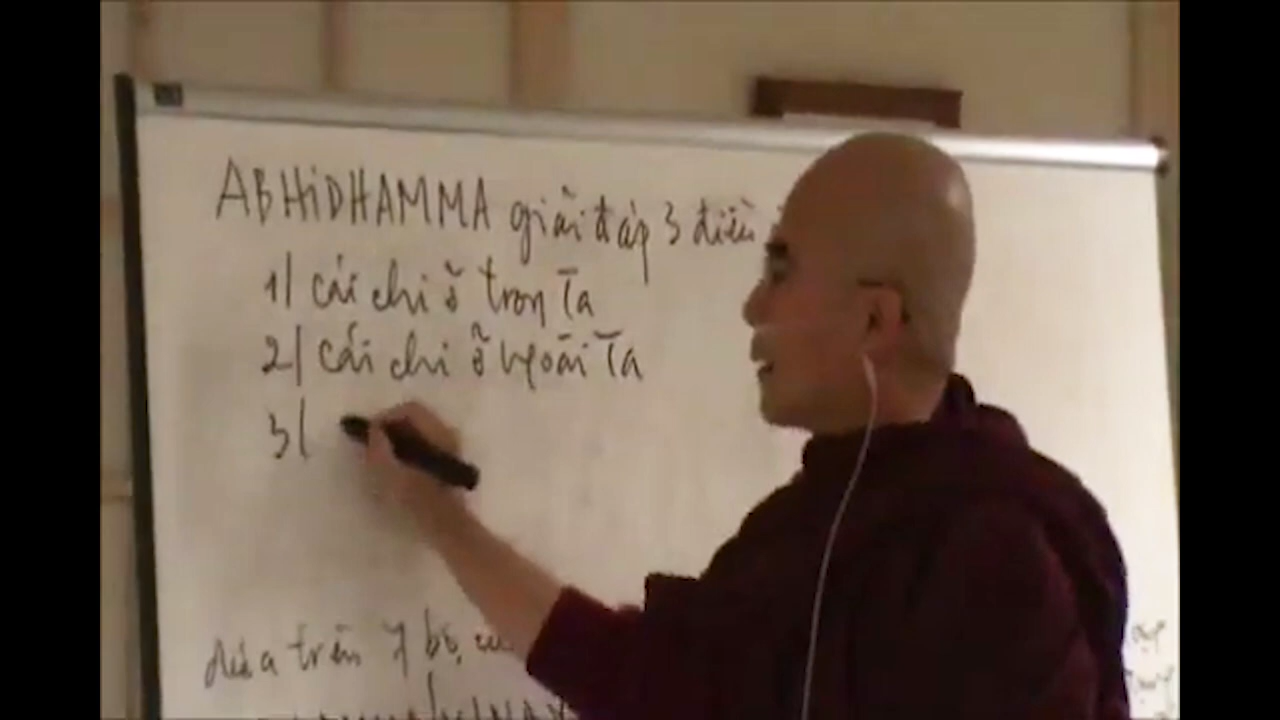 ABHiDHAMMA giải đáp 3 điều
1/ cái chi ở tron Ta
2/ cái chi ở ngoài Ta
3/
dựa trên 7 bộ